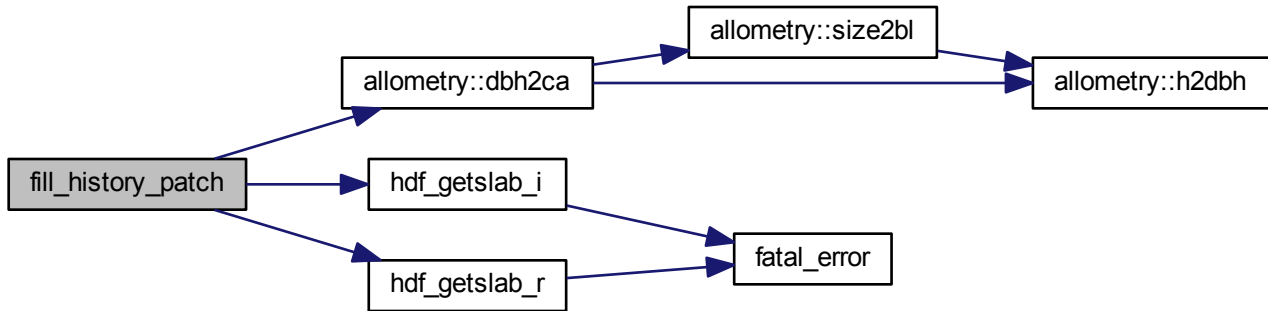 allometry::size2bl
allometry::dbh2ca
allometry::h2dbh
fill_history_patch
hdf_getslab_i
fatal_error
hdf_getslab_r